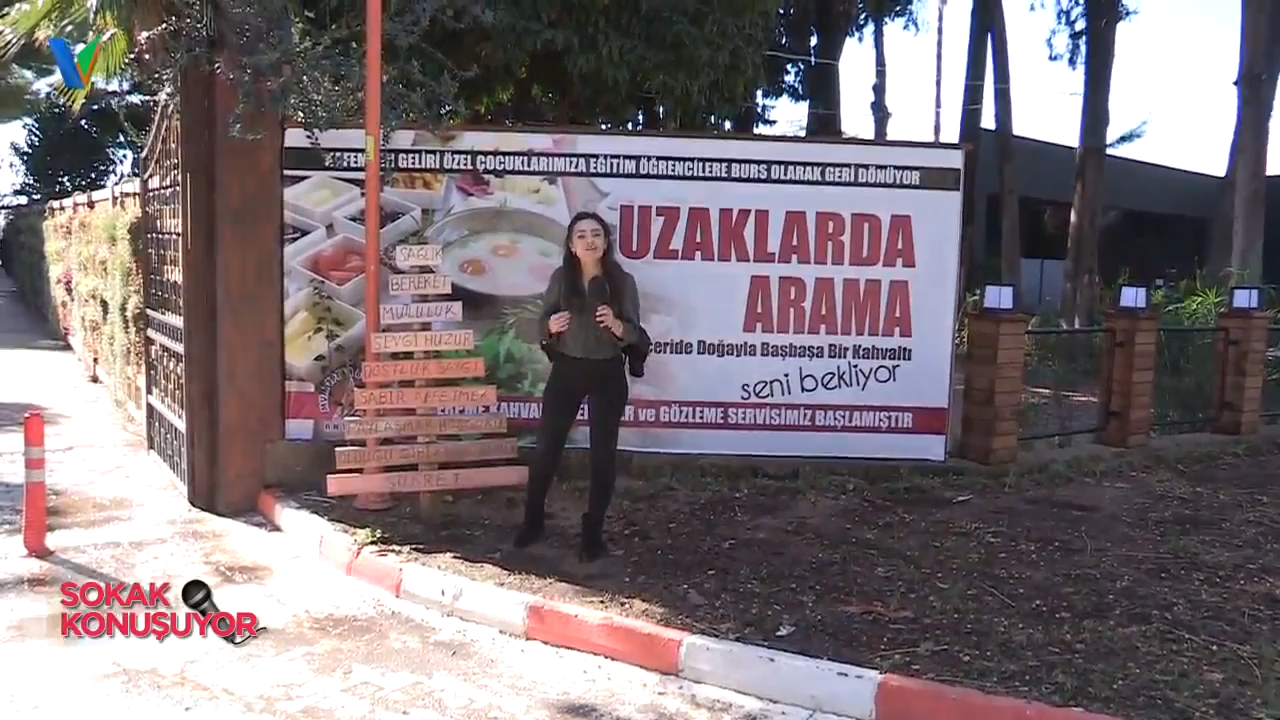 GELİRİ ÖZEL ÇOCUKLARIMIZA EĞİTİM ÖĞRENCİLERE BURS OLARAK GERİ DÖNÜYOR
UZAKLARDA
ARAMA
Doğayla Başbaşa Bir Kahvaltı
seni bekliyor
ve GÖZLEME SERVİSİMİZ BAŞLAMIŞTIR
SAĞLIK
BEREKET
MUTLULUK
SEVGİ HUZUR
DOSTLUK SAYGI
SABIR AFFETMEK
ŞÜKRET
SOKAK
KONUŞUYOR